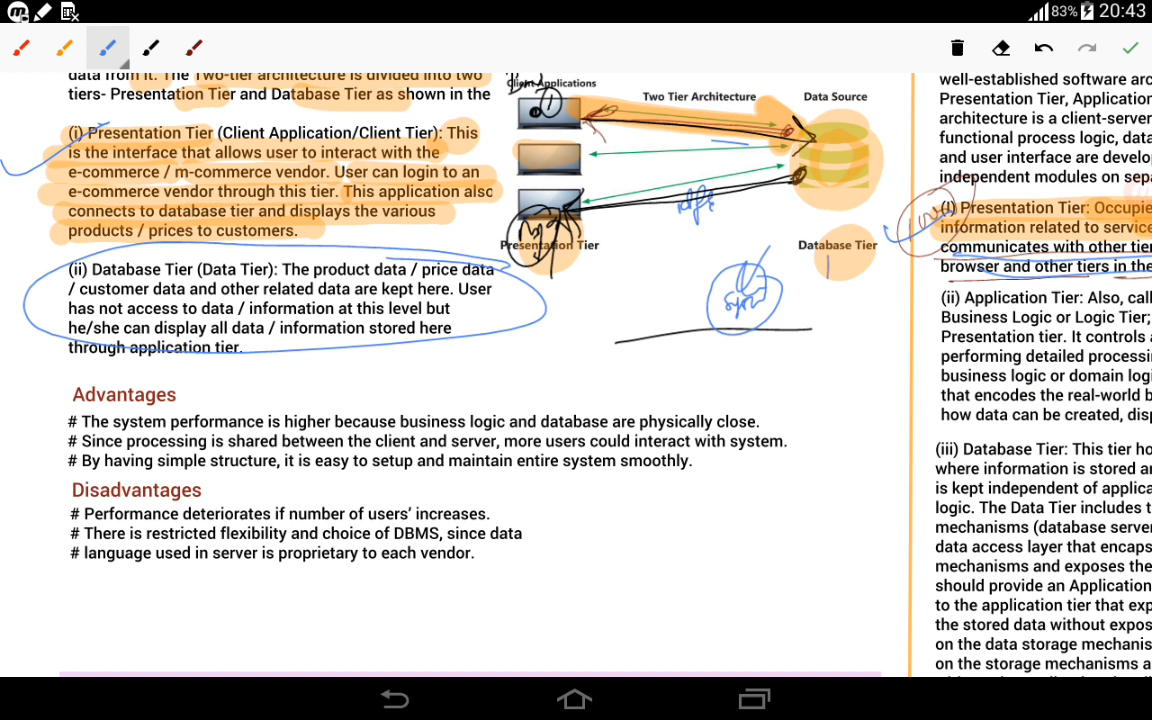 83% 20:43
data from it. The Two-tier architecture is divided into two
tiers- Presentation Tier and Database Tier as shown in the
(i) Presentation Tier (Client Application/Client Tier): This
is the interface that allows user to interact with the
e-commerce / m-commerce vendor. User can login to an
e-commerce vendor through this tier. This application also
connects to database tier and displays the various
products / prices to customers.
(ii) Database Tier (Data Tier): The product data / price data
/ customer data and other related data are kept here. User
has not access to data / information at this level but
he/she can display all data / information stored here
through application tier.
Client Applications
Two Tier Architecture
Data Source
Presentation Tier
Database Tier
Advantages
# The system performance is higher because business logic and database are physically close.
# Since processing is shared between the client and server, more users could interact with system.
# By having simple structure, it is easy to setup and maintain entire system smoothly.
Disadvantages
# Performance deteriorates if number of users’ increases.
# There is restricted flexibility and choice of DBMS, since data
# language used in server is proprietary to each vendor.
well-established software arc
Presentation Tier, Application
architecture is a client-server
functional process logic, data
and user interface are develo
independent modules on sep
(i) Presentation Tier: Occupie
information related to service
communicates with other tier
browser and other tiers in the
(ii) Application Tier: Also, call
Business Logic or Logic Tier;
Presentation tier. It controls a
performing detailed processi
business logic or domain logi
that encodes the real-world b
how data can be created, disp
(iii) Database Tier: This tier ho
where information is stored an
is kept independent of applica
logic. The Data Tier includes t
mechanisms (database server
data access layer that encaps
mechanisms and exposes the
should provide an Application
to the application tier that exp
the stored data without expos
on the data storage mechanis
on the storage mechanisms a